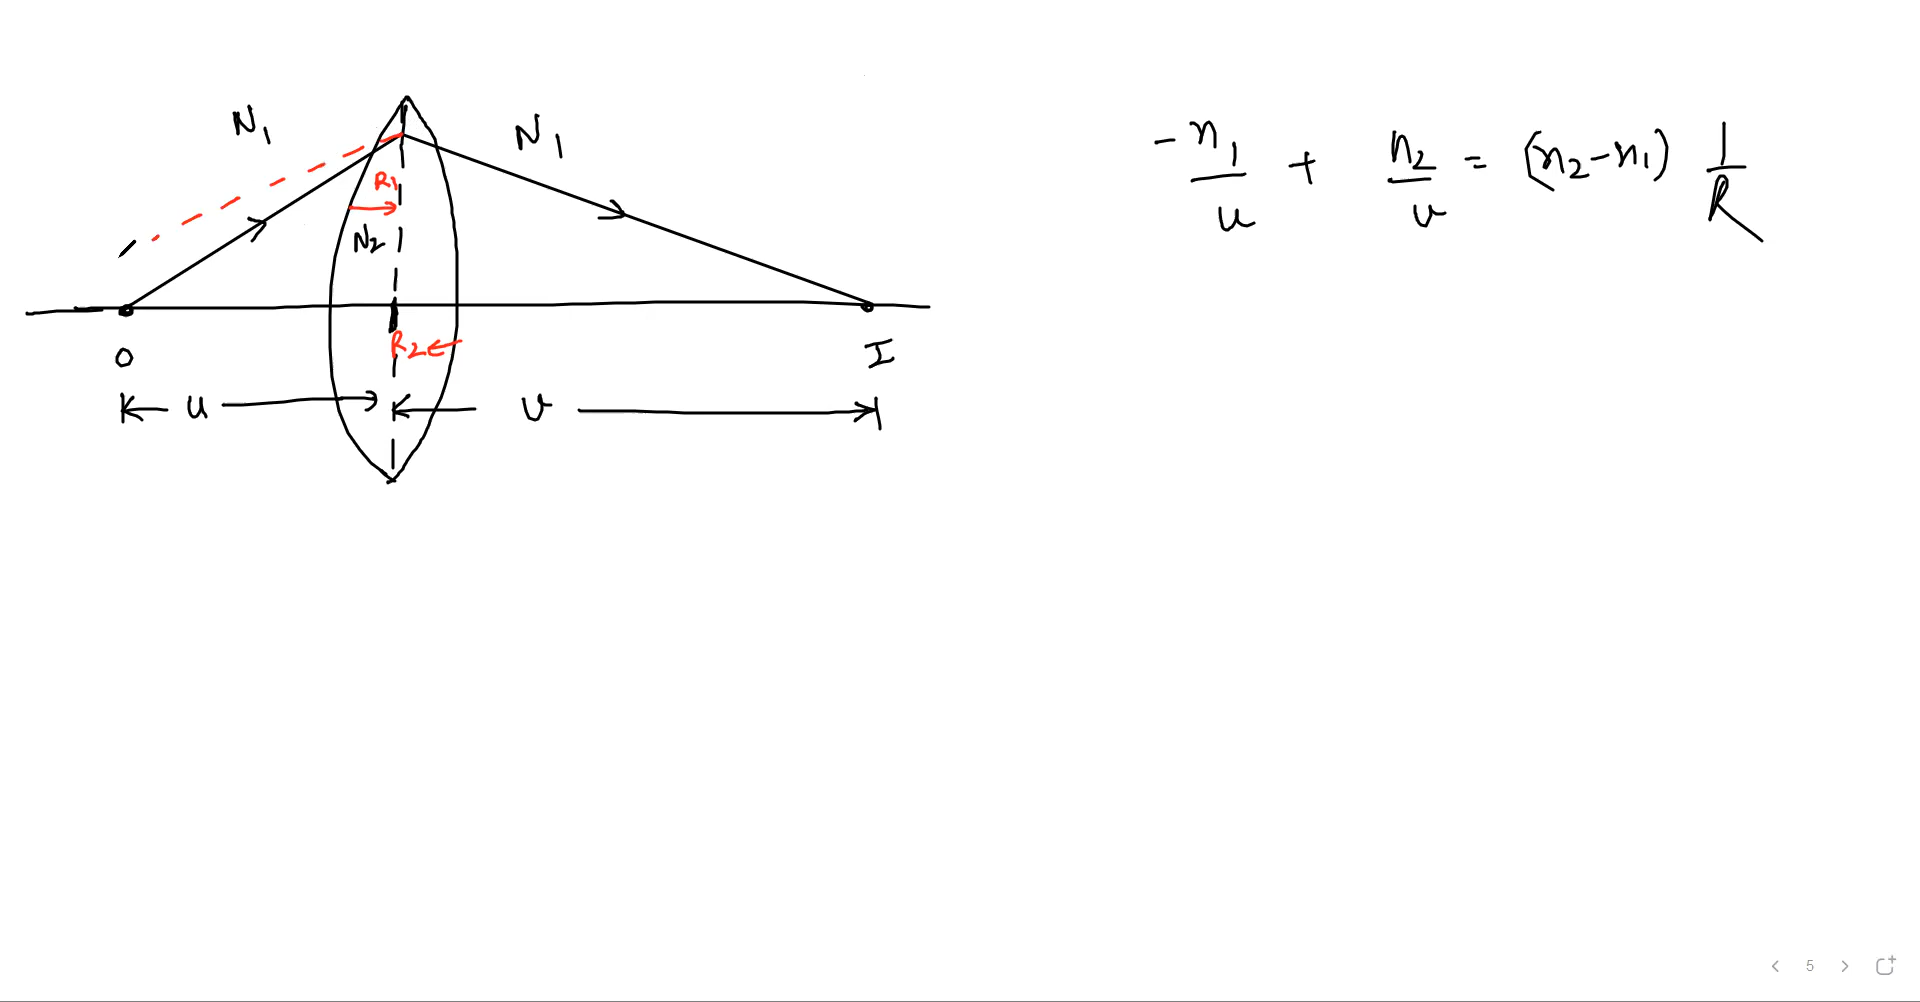 N₁
N₁
R₁
N₂
R₂
O
I
u
v
-n₁/u + n₂/v = (n₂-n₁) 1/R
5